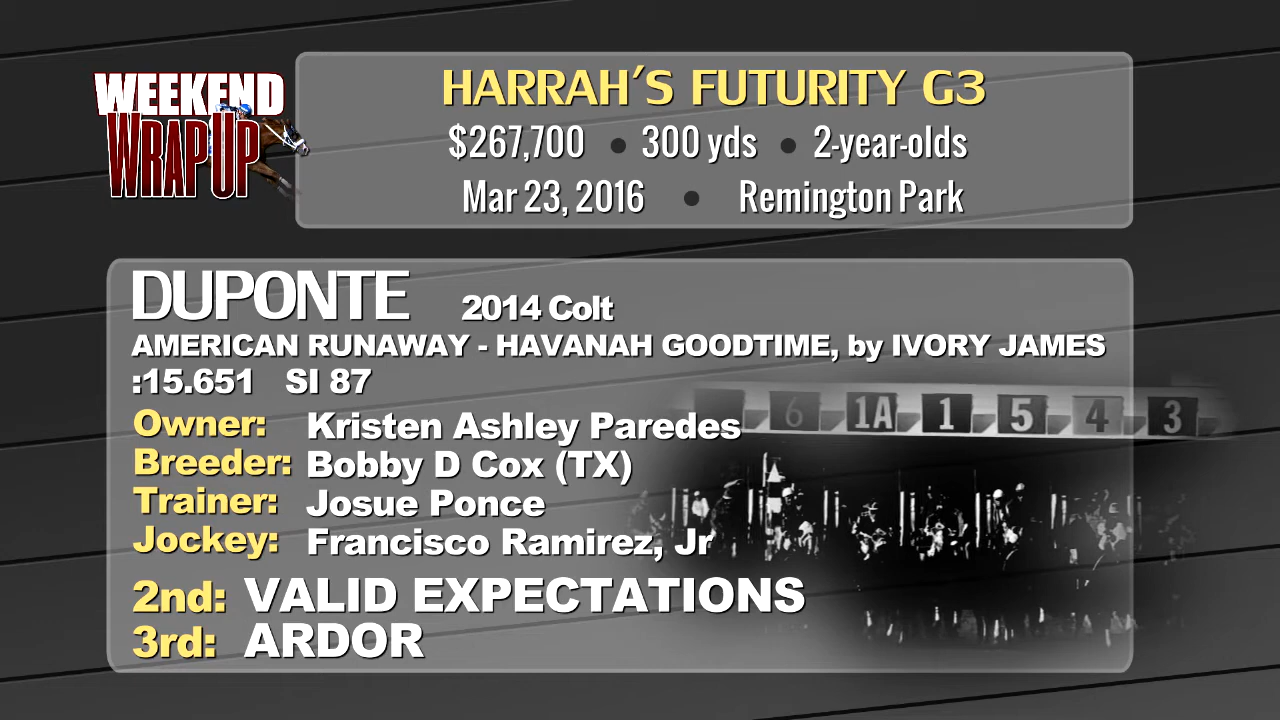 WEEKEND
WRAPUP
HARRAH'S FUTURITY G3
$267,700 • 300 yds • 2-year-olds
Mar 23, 2016 • Remington Park
DUPONTE 2014 Colt
AMERICAN RUNAWAY - HAVANAH GOODTIME, by IVORY JAMES
:15.651 SI 87
6 1A 1 5 4 3
Owner: Kristen Ashley Paredes
Breeder: Bobby D Cox (TX)
Trainer: Josue Ponce
Jockey: Francisco Ramirez, Jr
2nd: VALID EXPECTATIONS
3rd: ARDOR